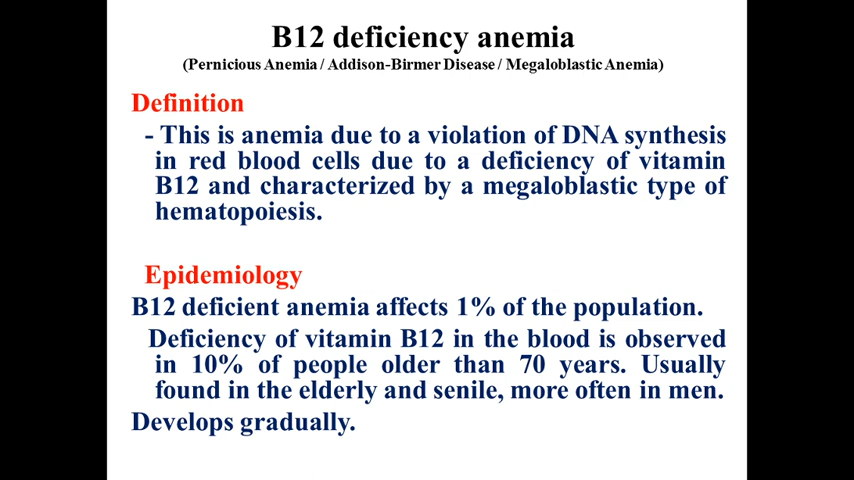 B12 deficiency anemia
(Pernicious Anemia / Addison-Birmer Disease / Megaloblastic Anemia)
Definition
- This is anemia due to a violation of DNA synthesis
in red blood cells due to a deficiency of vitamin
B12 and characterized by a megaloblastic type of
hematopoiesis.
Epidemiology
B12 deficient anemia affects 1% of the population.
Deficiency of vitamin B12 in the blood is observed
in 10% of people older than 70 years. Usually
found in the elderly and senile, more often in men.
Develops gradually.